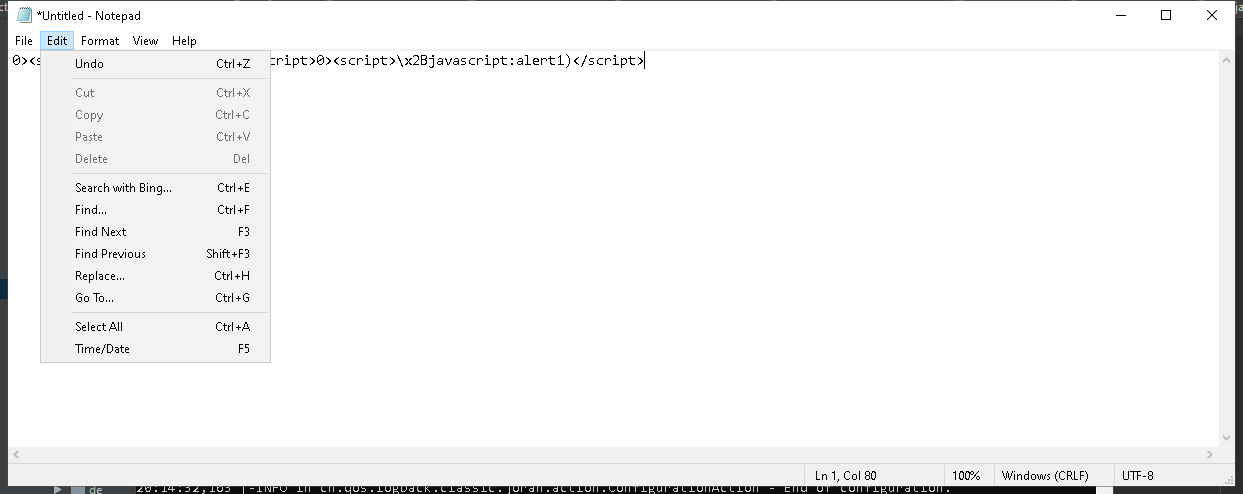 *Untitled - Notepad
File Edit Format View Help
0><s cript>0><script>\x2Bjavascript:alert1)</script>
Undo Ctrl+Z
Cut Ctrl+X
Copy Ctrl+C
Paste Ctrl+V
Delete Del
Search with Bing... Ctrl+E
Find... Ctrl+F
Find Next F3
Find Previous Shift+F3
Replace... Ctrl+H
Go To... Ctrl+G
Select All Ctrl+A
Time/Date F5
Ln 1, Col 80 100% Windows (CRLF) UTF-8
de 20:14:32,163 |-INFO in ch.qos.logback.classic.joran.action.ConfigurationAction - End of configuration.